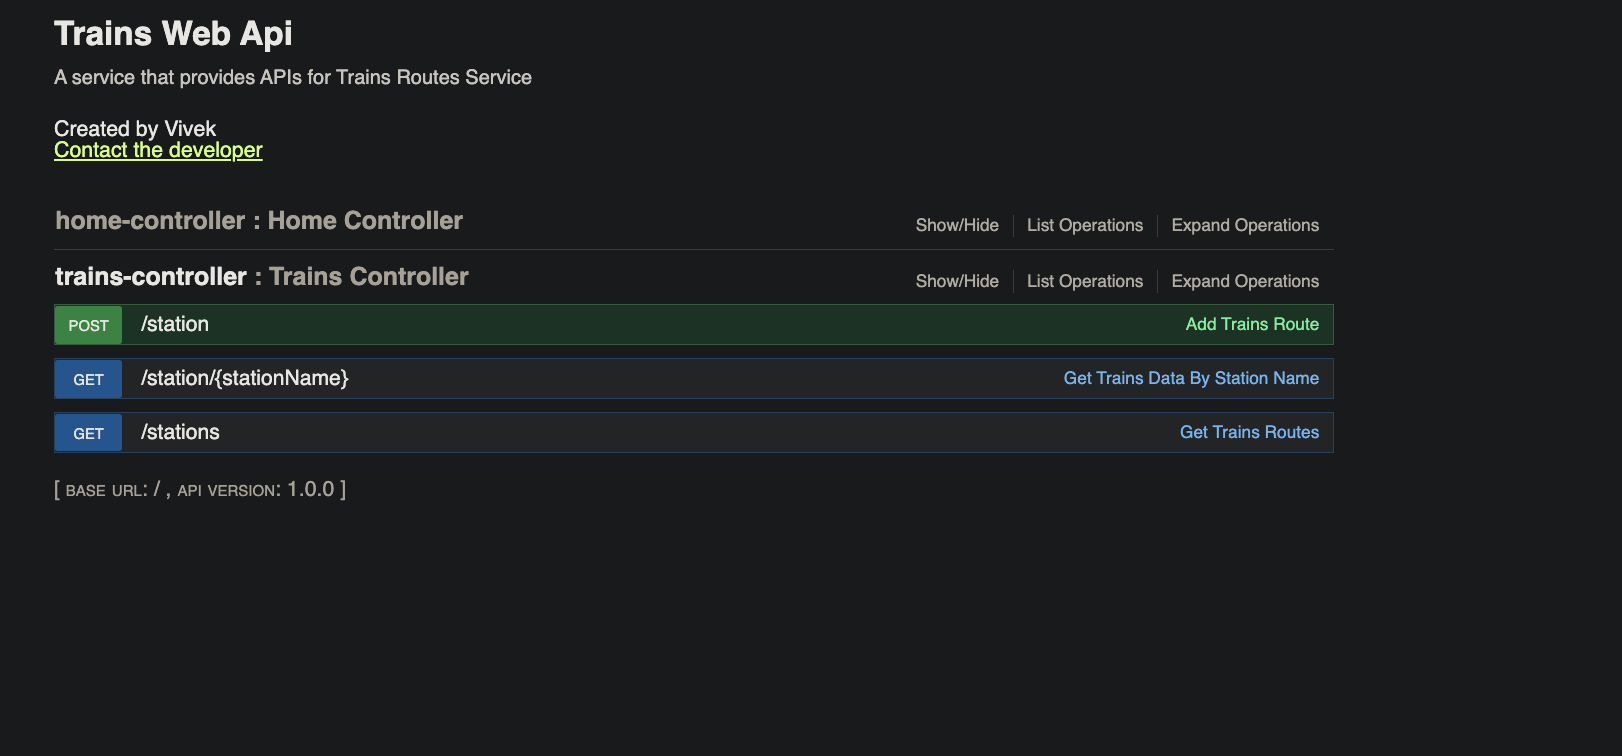 Trains Web Api
A service that provides APIs for Trains Routes Service
Created by Vivek
Contact the developer
home-controller : Home Controller
Show/Hide
List Operations
Expand Operations
trains-controller : Trains Controller
Show/Hide
List Operations
Expand Operations
POST /station Add Trains Route
GET /station/{stationName} Get Trains Data By Station Name
GET /stations Get Trains Routes
[ BASE URL: / , API VERSION: 1.0.0 ]